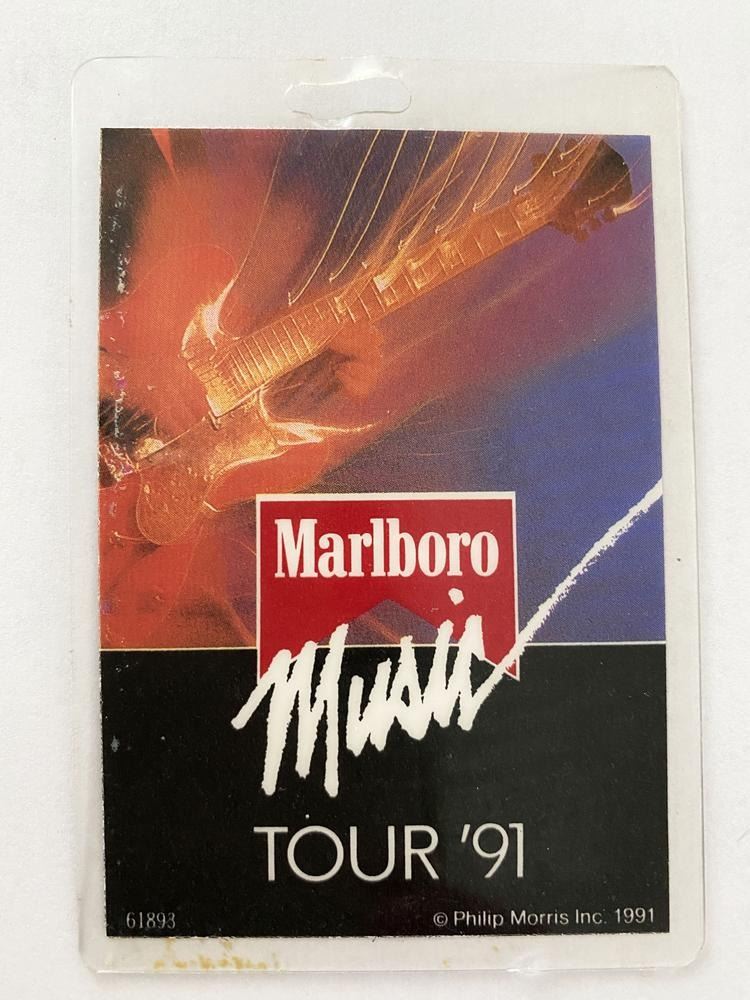 Marlboro
Music
TOUR '91
61893
© Philip Morris Inc. 1991